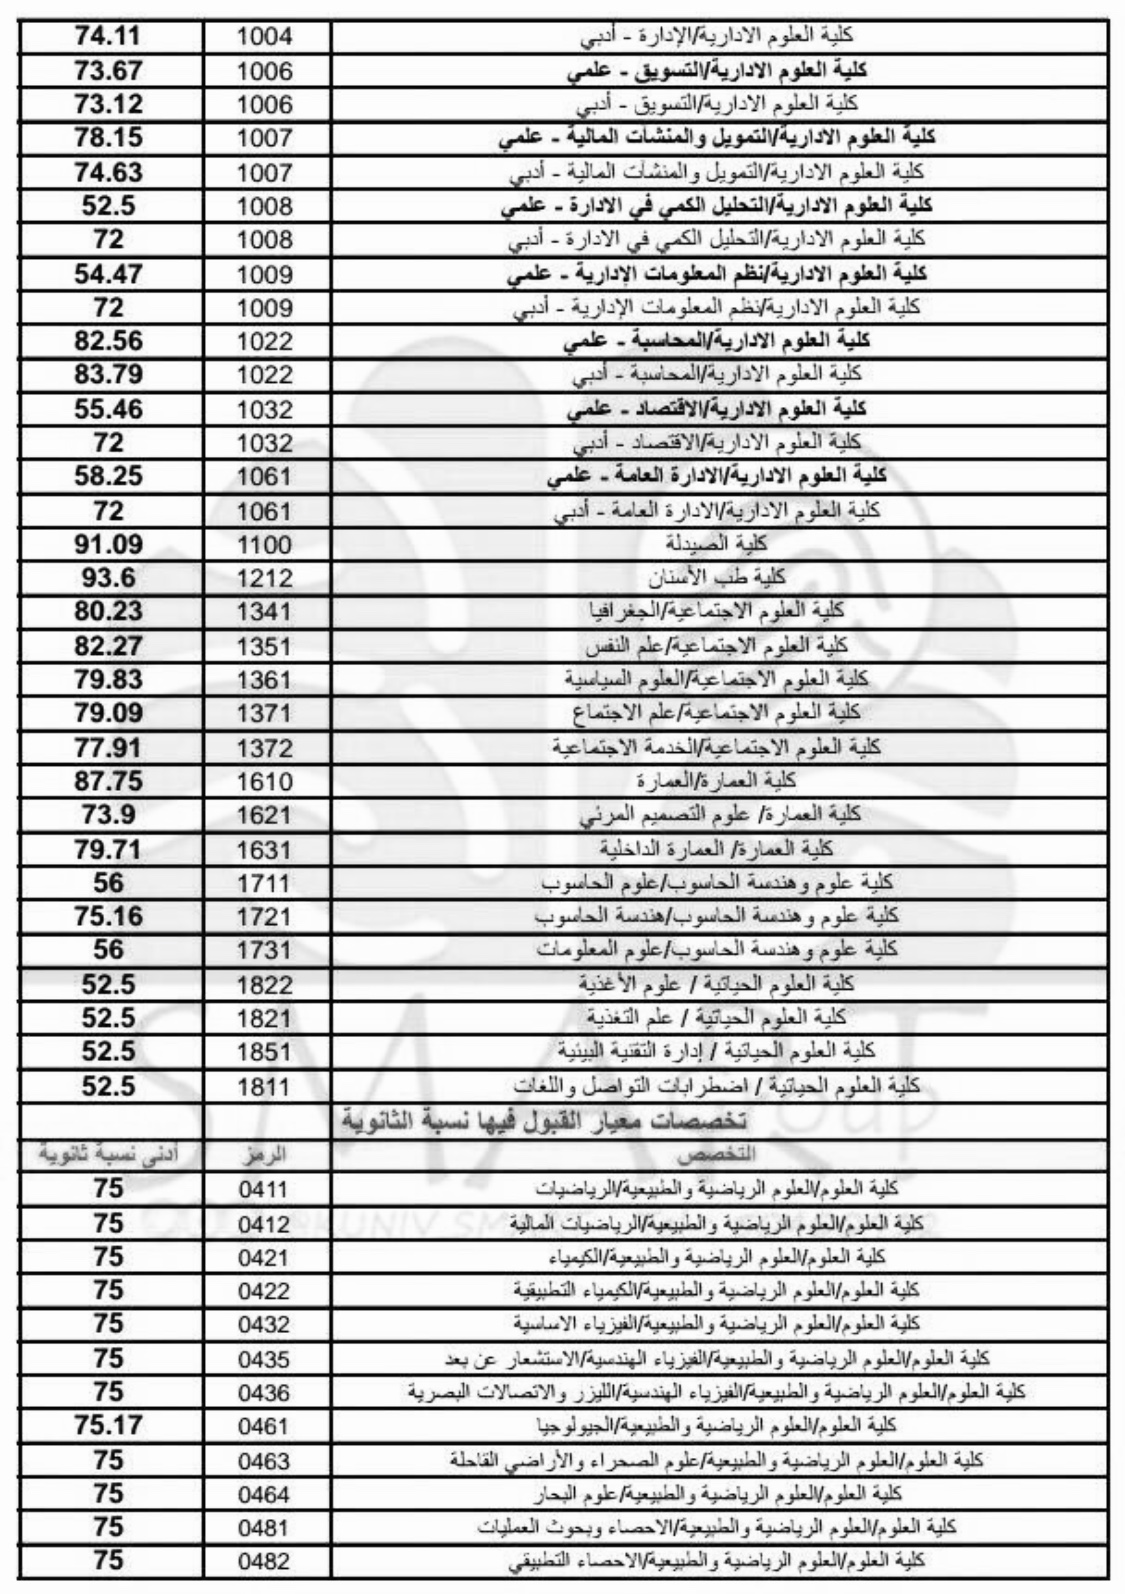 كلية العلوم الادارية/الإدارة - أدبي 1004 74.11
كلية العلوم الادارية/التسويق - علمي 1006 73.67
كلية العلوم الادارية/التسويق - أدبي 1006 73.12
كلية العلوم الادارية/التمويل والمنشآت المالية - علمي 1007 78.15
كلية العلوم الادارية/التمويل والمنشآت المالية - أدبي 1007 74.63
كلية العلوم الادارية/التحليل الكمي في الادارة - علمي 1008 52.5
كلية العلوم الادارية/التحليل الكمي في الادارة - أدبي 1008 72
كلية العلوم الادارية/نظم المعلومات الإدارية - علمي 1009 54.47
كلية العلوم الادارية/نظم المعلومات الإدارية - أدبي 1009 72
كلية العلوم الادارية/المحاسبة - علمي 1022 82.56
كلية العلوم الادارية/المحاسبة - أدبي 1022 83.79
كلية العلوم الادارية/الاقتصاد - علمي 1032 55.46
كلية العلوم الادارية/الاقتصاد - أدبي 1032 72
كلية العلوم الادارية/الادارة العامة - علمي 1061 58.25
كلية العلوم الادارية/الادارة العامة - أدبي 1061 72
كلية الصيدلة 1100 91.09
كلية طب الأسنان 1212 93.6
كلية العلوم الاجتماعية/الجغرافيا 1341 80.23
كلية العلوم الاجتماعية/علم النفس 1351 82.27
كلية العلوم الاجتماعية/العلوم السياسية 1361 79.83
كلية العلوم الاجتماعية/علم الاجتماع 1371 79.09
كلية العلوم الاجتماعية/الخدمة الاجتماعية 1372 77.91
كلية العمارة/العمارة 1610 87.75
كلية العمارة/ علوم التصميم المرئي 1621 73.9
كلية العمارة/ العمارة الداخلية 1631 79.71
كلية علوم وهندسة الحاسوب/علوم الحاسوب 1711 56
كلية علوم وهندسة الحاسوب/هندسة الحاسوب 1721 75.16
كلية علوم وهندسة الحاسوب/علوم المعلومات 1731 56
كلية العلوم الحياتية / علوم الأغذية 1822 52.5
كلية العلوم الحياتية / علم التغذية 1821 52.5
كلية العلوم الحياتية / إدارة التقنية البيئية 1851 52.5
كلية العلوم الحياتية / اضطرابات التواصل واللغات 1811 52.5
تخصصات معيار القبول فيها نسبة الثانوية
التخصص الرمز أدنى نسبة ثانوية
كلية العلوم/العلوم الرياضية والطبيعية/الرياضيات 0411 75
كلية العلوم/العلوم الرياضية والطبيعية/الرياضيات المالية 0412 75
كلية العلوم/العلوم الرياضية والطبيعية/الكيمياء 0421 75
كلية العلوم/العلوم الرياضية والطبيعية/الكيمياء التطبيقية 0422 75
كلية العلوم/العلوم الرياضية والطبيعية/الفيزياء الاساسية 0432 75
كلية العلوم/العلوم الرياضية والطبيعية/الفيزياء الهندسية/الاستشعار عن بعد 0435 75
كلية العلوم/العلوم الرياضية والطبيعية/الفيزياء الهندسية/الليزر والاتصالات البصرية 0436 75
كلية العلوم/العلوم الرياضية والطبيعية/الجيولوجيا 0461 75.17
كلية العلوم/العلوم الرياضية والطبيعية/علوم الصحراء والأراضي القاحلة 0463 75
كلية العلوم/العلوم الرياضية والطبيعية/علوم البحار 0464 75
كلية العلوم/العلوم الرياضية والطبيعية/الاحصاء وبحوث العمليات 0481 75
كلية العلوم/العلوم الرياضية والطبيعية/الاحصاء التطبيقي 0482 75
SMART
Group